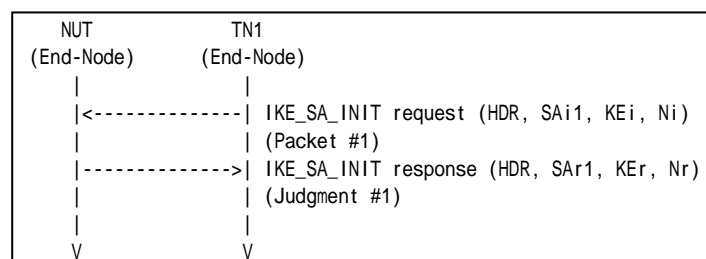 NUT TN1
(End-Node) (End-Node)
| |
|<--------------| IKE_SA_INIT request (HDR, SAi1, KEi, Ni)
| | (Packet #1)
|-------------->| IKE_SA_INIT response (HDR, SAr1, KEr, Nr)
| | (Judgment #1)
| |
V V